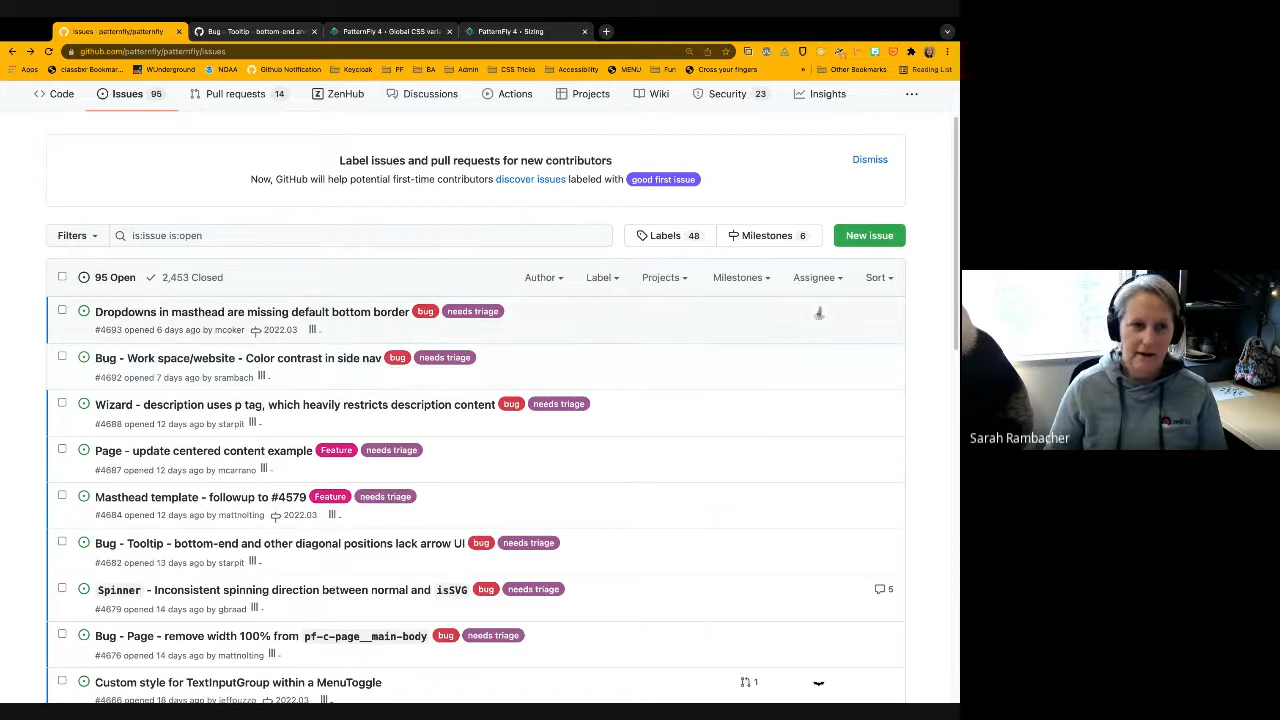 Issues · patternfly/patternfly
Bug - Tooltip - bottom-end an
PatternFly 4 • Global CSS vari
PatternFly 4 • Sizing
github.com/patternfly/patternfly/issues
Apps
classbxr Bookmar...
WUnderground
NOAA
Github Notification
Keycloak
PF
BA
Admin
CSS Tricks
Accessibility
MENU
Fun
Cross your fingers
»
Other Bookmarks
Reading List
Code
Issues 95
Pull requests 14
ZenHub
Discussions
Actions
Projects
Wiki
Security 23
Insights
Label issues and pull requests for new contributors
Dismiss
Now, GitHub will help potential first-time contributors discover issues labeled with good first issue
Filters
is:issue is:open
Labels 48
Milestones 6
New issue
95 Open
2,453 Closed
Author
Label
Projects
Milestones
Assignee
Sort
Dropdowns in masthead are missing default bottom border bug needs triage
#4693 opened 6 days ago by mcoker 2022.03
Bug - Work space/website - Color contrast in side nav bug needs triage
#4692 opened 7 days ago by srambach
Wizard - description uses p tag, which heavily restricts description content bug needs triage
#4688 opened 12 days ago by starpit
Page - update centered content example Feature needs triage
#4687 opened 12 days ago by mcarrano
Masthead template - followup to #4579 Feature needs triage
#4684 opened 12 days ago by mattnolting 2022.03
Bug - Tooltip - bottom-end and other diagonal positions lack arrow UI bug needs triage
#4682 opened 13 days ago by starpit
Spinner - Inconsistent spinning direction between normal and isSVG bug needs triage
5
#4679 opened 14 days ago by gbraad
Bug - Page - remove width 100% from pf-c-page__main-body bug needs triage
#4676 opened 14 days ago by mattnolting
Custom style for TextInputGroup within a MenuToggle
1
#4666 opened 18 days ago by jeffpuzzo 2022.03
Sarah Rambacher